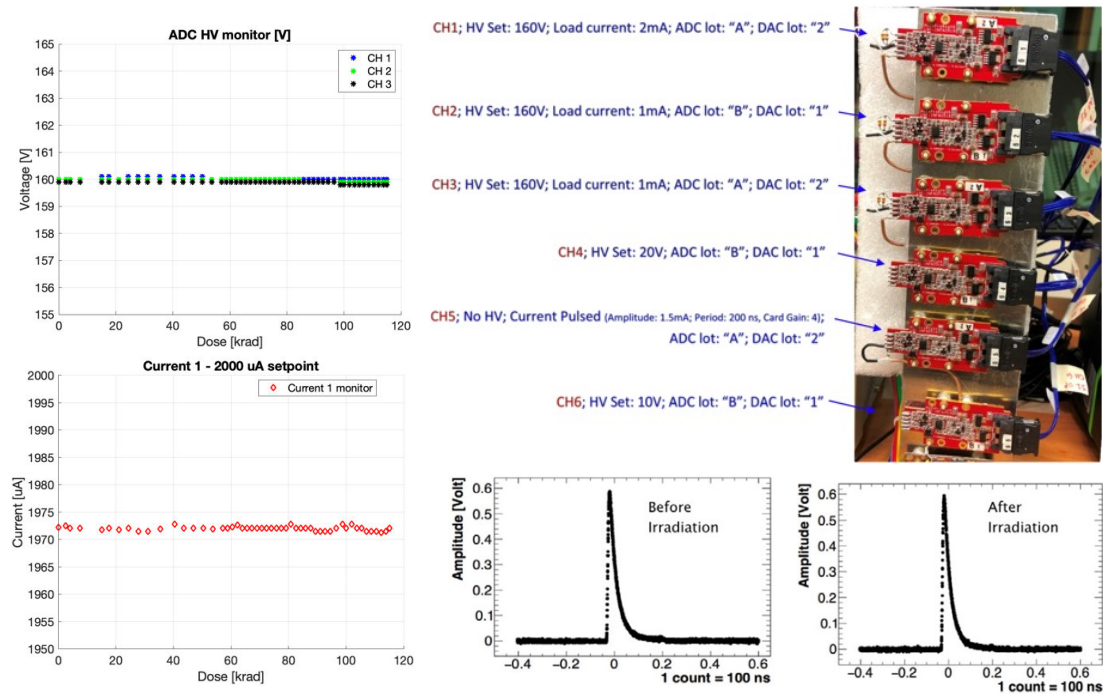 ADC HV monitor [V]
165
164
163
162
161
160
159
158
157
156
155
Voltage [V]
CH 1
CH 2
CH 3
0 20 40 60 80 100 120
Dose [krad]
Current 1 - 2000 uA setpoint
2000
1995
1990
1985
1980
1975
1970
1965
1960
1955
1950
Current [uA]
Current 1 monitor
0 20 40 60 80 100 120
Dose [krad]
CH1; HV Set: 160V; Load current: 2mA; ADC lot: “A”; DAC lot: “2”
CH2; HV Set: 160V; Load current: 1mA; ADC lot: “B”; DAC lot: “1”
CH3; HV Set: 160V; Load current: 1mA; ADC lot: “A”; DAC lot: “2”
CH4; HV Set: 20V; ADC lot: “B”; DAC lot: “1”
CH5; No HV; Current Pulsed (Amplitude: 1.5mA; Period: 200 ns, Card Gain: 4);
ADC lot: “A”; DAC lot: “2”
CH6; HV Set: 10V; ADC lot: “B”; DAC lot: “1”
Amplitude [Volt]
0.6
0.5
0.4
0.3
0.2
0.1
0
Before
Irradiation
−0.4 −0.2 0 0.2 0.4 0.6
1 count = 100 ns
Amplitude [Volt]
0.6
0.5
0.4
0.3
0.2
0.1
0
After
Irradiation
−0.4 −0.2 0 0.2 0.4 0.6
1 count = 100 ns